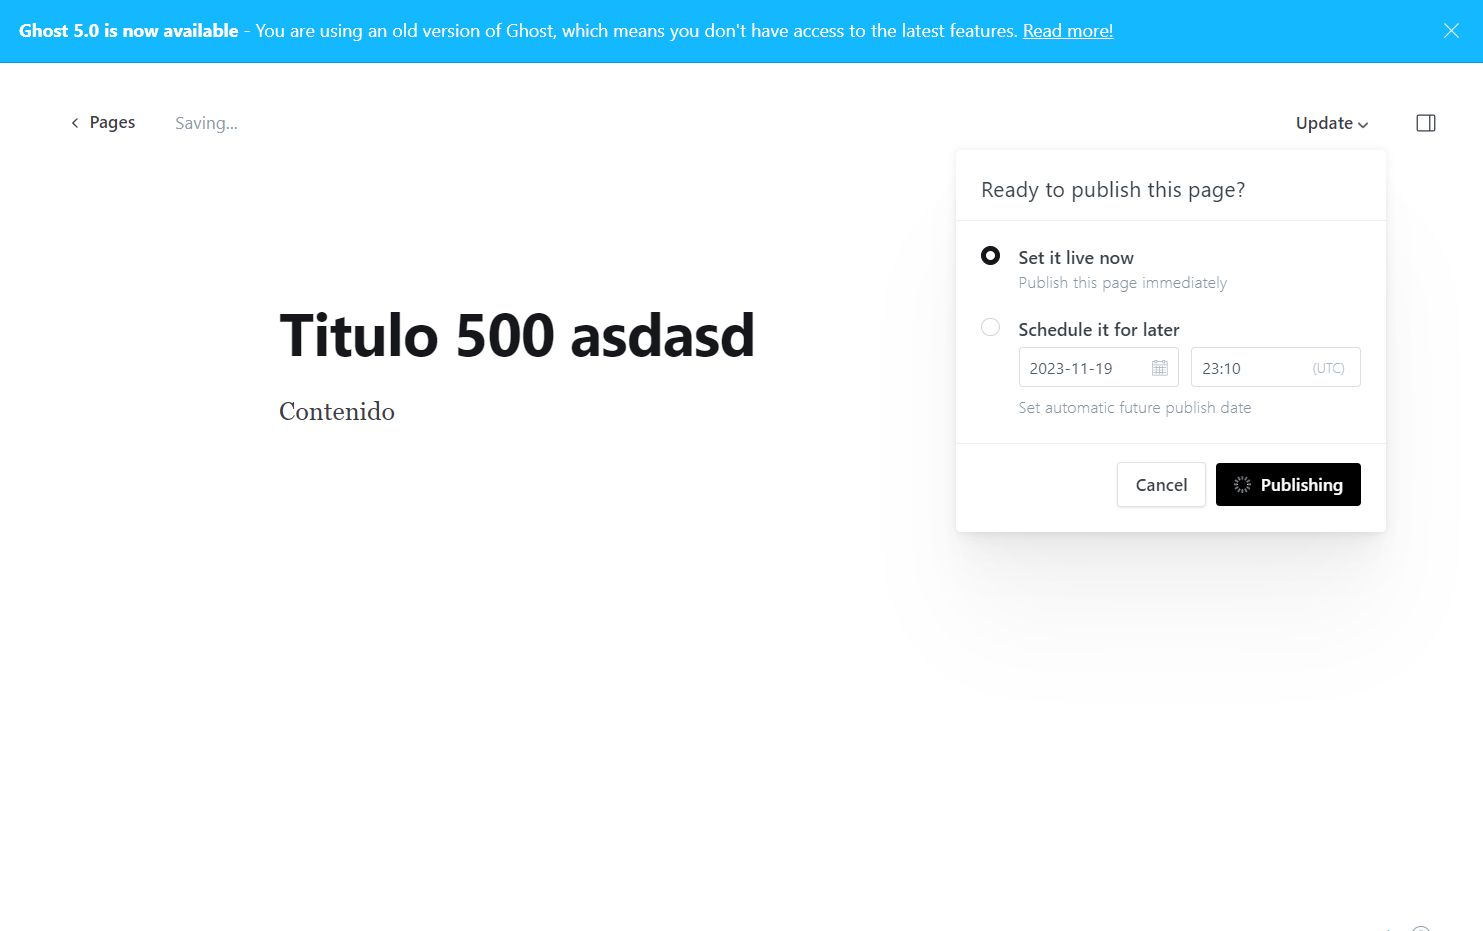 Ghost 5.0 is now available - You are using an old version of Ghost, which means you don't have access to the latest features. Read more!
Pages Saving... Update
Ready to publish this page?
Set it live now
Publish this page immediately
Schedule it for later
2023-11-19 23:10 (UTC)
Set automatic future publish date
Cancel Publishing
Titulo 500 asdasd
Contenido